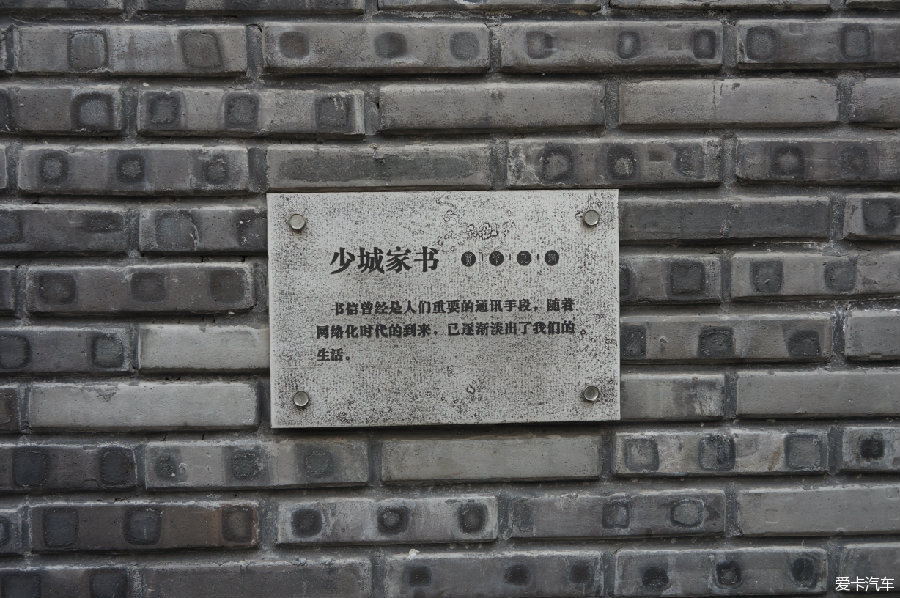 少城家书
书信曾经是人们重要的通讯手段，随着
网络化时代的到来，已逐渐淡出了我们的
生活。
爱卡汽车